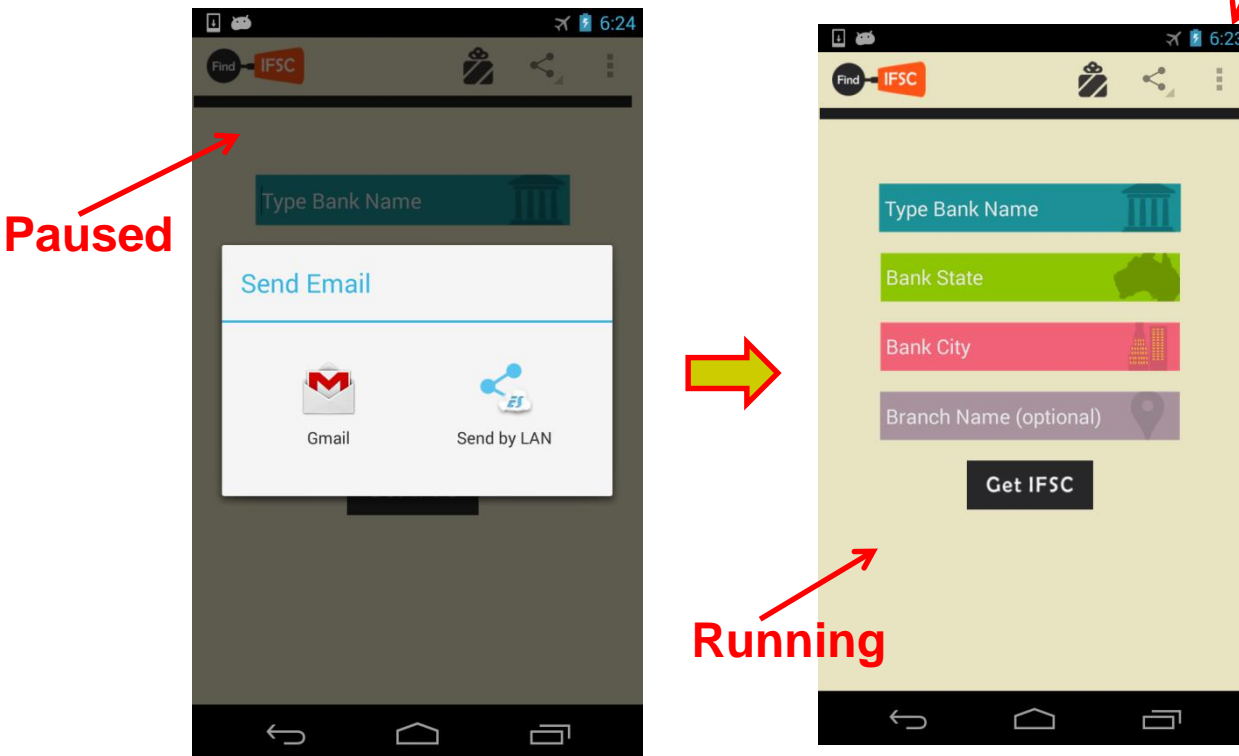 6:24
Find IFSC
Type Bank Name
Paused
Send Email
Gmail
ES
Send by LAN
6:23
Find IFSC
Type Bank Name
Bank State
Bank City
Branch Name (optional)
Get IFSC
Running